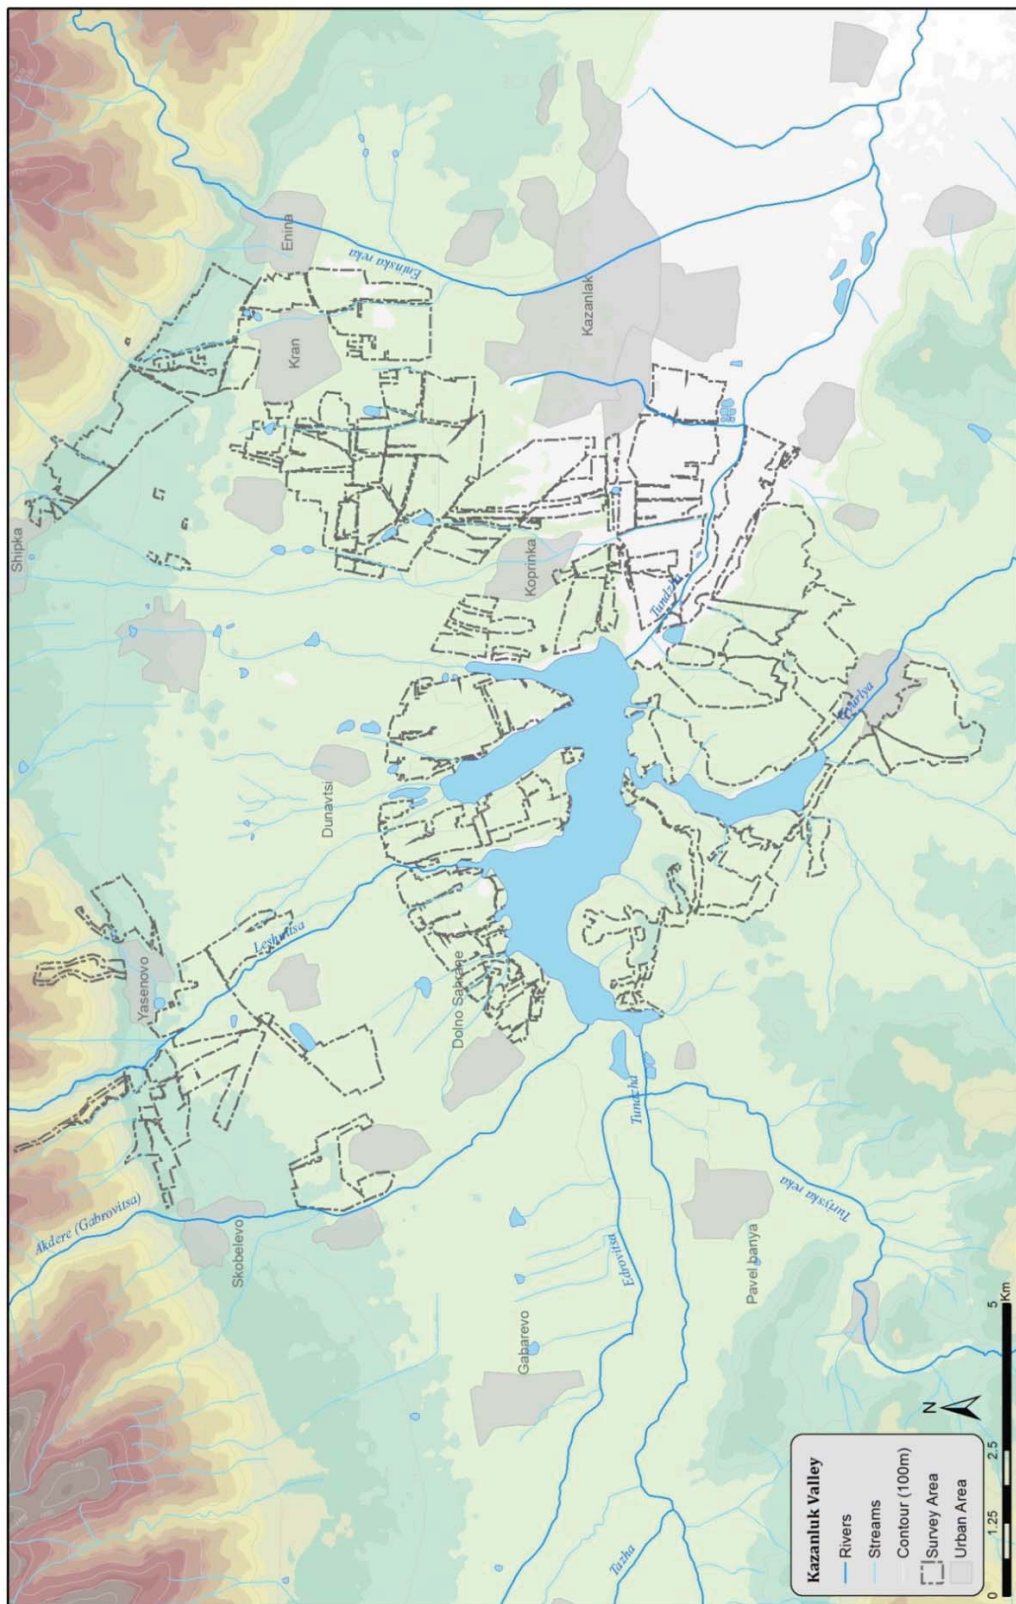 Shipka
Enina
Kran
Eninska reka
Kazanlak
Koprinka
Tundzha
Dunavtsi
Yasenovo
Dolno Sahrane
Skobelevo
Akdere (Gabrovitsa)
Gabarevo
Edrovitsa
Tundzha
Turiyska reka
Pavel banya
Tazha
Kazanluk Valley
Rivers
Streams
Contour (100m)
Survey Area
Urban Area
N
0 1.25 2.5 5
Km